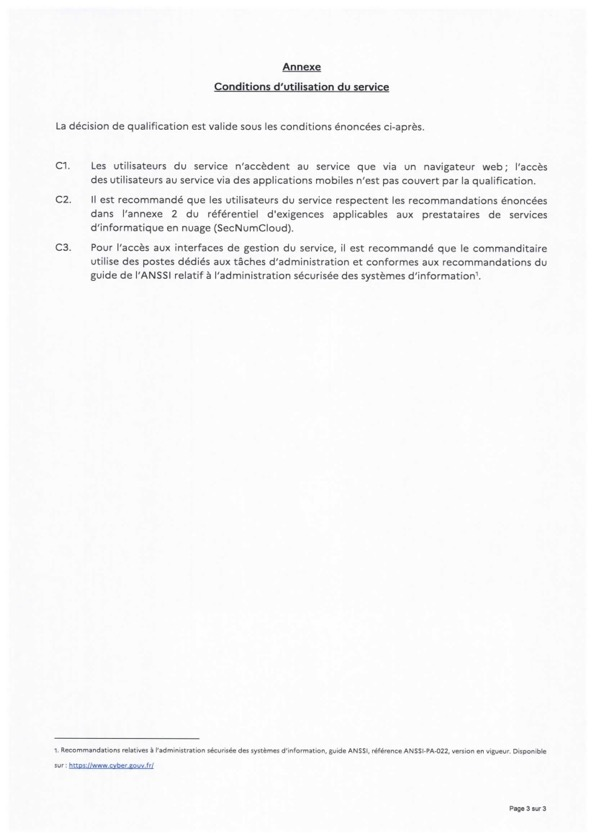 Annexe
Conditions d'utilisation du service
La décision de qualification est valide sous les conditions énoncées ci-après.
C1. Les utilisateurs du service n'accèdent au service que via un navigateur web ; l'accès
des utilisateurs au service via des applications mobiles n'est pas couvert par la qualification.
C2. Il est recommandé que les utilisateurs du service respectent les recommandations énoncées
dans l'annexe 2 du référentiel d'exigences applicables aux prestataires de services
d'informatique en nuage (SecNumCloud).
C3. Pour l'accès aux interfaces de gestion du service, il est recommandé que le commanditaire
utilise des postes dédiés aux tâches d'administration et conformes aux recommandations du
guide de l'ANSSI relatif à l'administration sécurisée des systèmes d'information¹.
1. Recommandations relatives à l'administration sécurisée des systèmes d'information, guide ANSSI, référence ANSSI-PA-022, version en vigueur. Disponible
sur : https://www.cyber.gouv.fr/
Page 3 sur 3